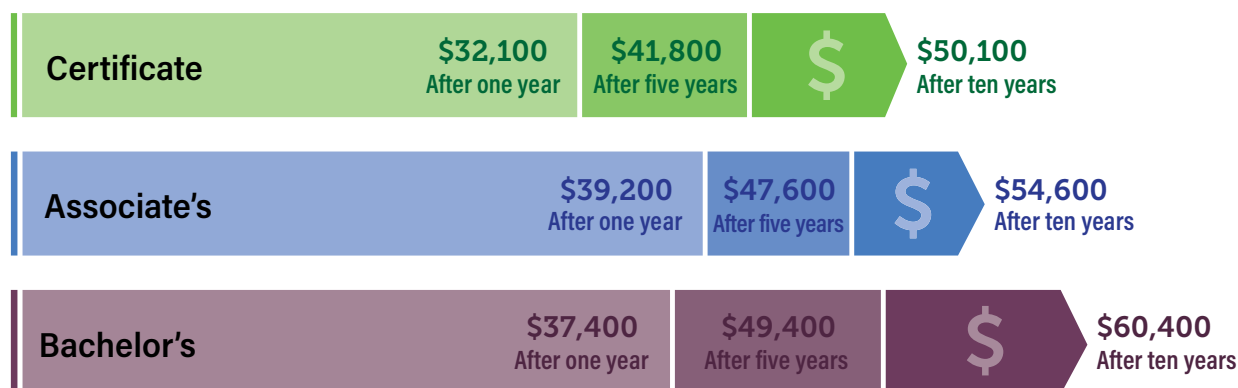 Certificate
$32,100
After one year
$41,800
After five years
$
$50,100
After ten years
Associate's
$39,200
After one year
$47,600
After five years
$
$54,600
After ten years
Bachelor's
$37,400
After one year
$49,400
After five years
$
$60,400
After ten years